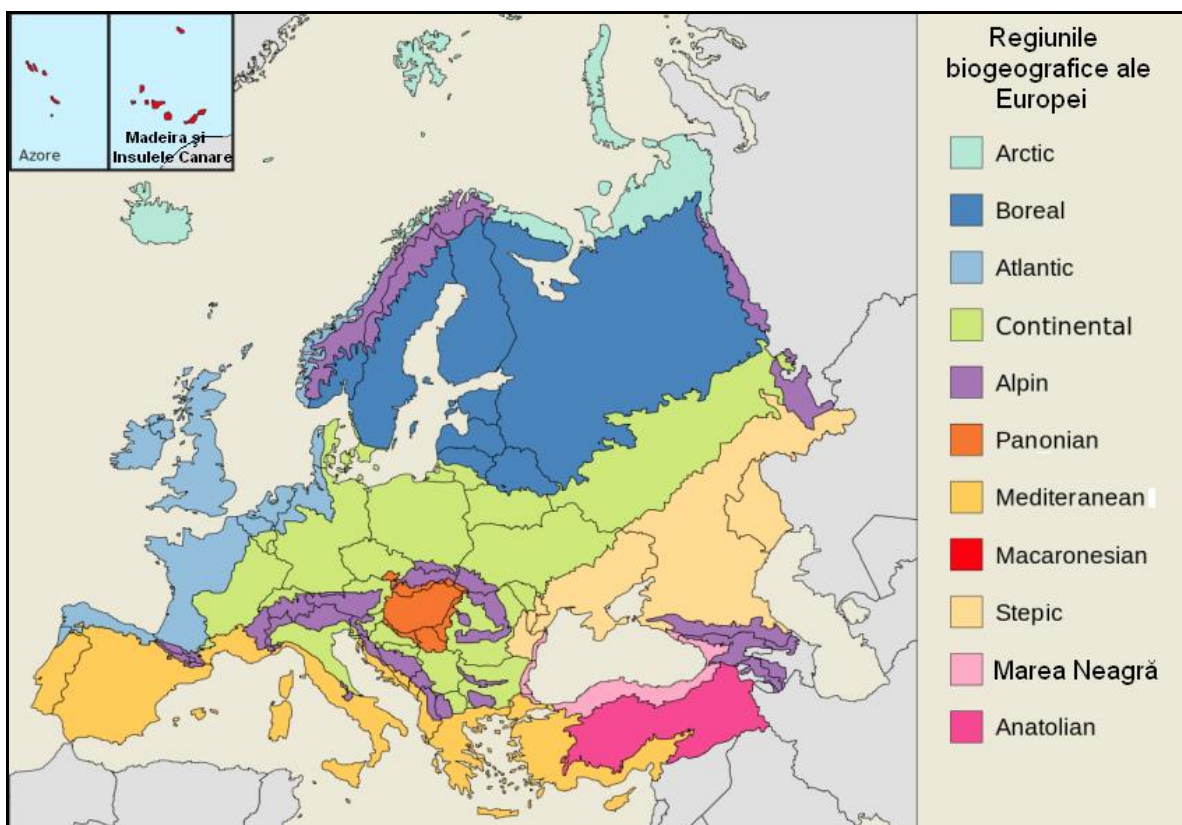 Azore
Madeira și
Insulele Canare
Regiunile
biogeografice ale
Europei
Arctic
Boreal
Atlantic
Continental
Alpin
Panonian
Mediteranean
Macaronesian
Stepic
Marea Neagră
Anatolian